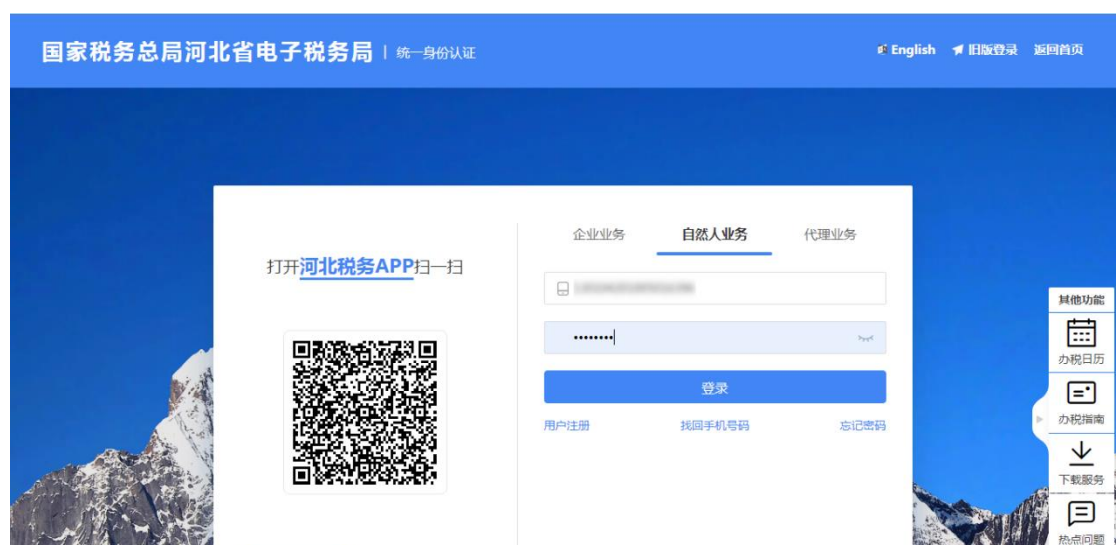 国家税务总局河北省电子税务局 | 统一身份认证
English 旧版登录 返回首页
企业业务 自然人业务 代理业务
打开河北税务APP扫一扫
登录
用户注册 找回手机号码 忘记密码
其他功能
办税日历
办税指南
下载服务
热点问题